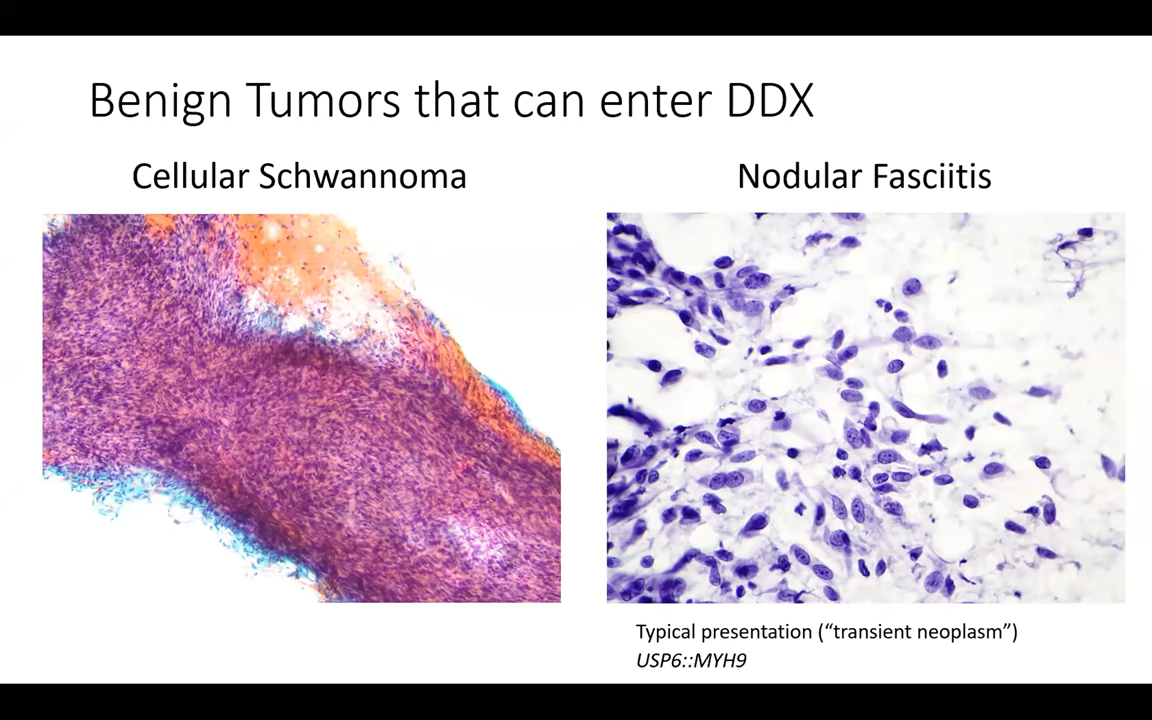 Benign Tumors that can enter DDX
Cellular Schwannoma
Nodular Fasciitis
Typical presentation (“transient neoplasm”)
USP6::MYH9